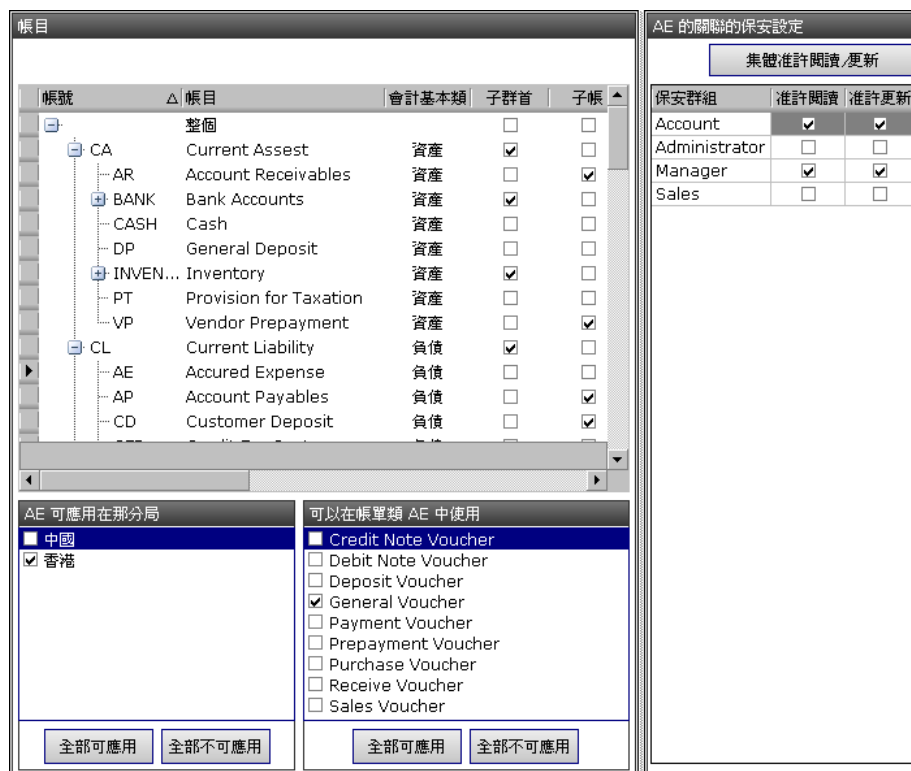 帳目
帳號 帳目 會計基本類 子群首 子帳
整個
CA Current Assest 資產
AR Account Receivables 資產
BANK Bank Accounts 資產
CASH Cash 資產
DP General Deposit 資產
INVEN... Inventory 資產
PT Provision for Taxation 資產
VP Vendor Prepayment 資產
CL Current Liability 負債
AE Accured Expense 負債
AP Account Payables 負債
CD Customer Deposit 負債
AE 可應用在那分局
中國
香港
全部可應用 全部不可應用
可以在帳單類 AE 中使用
Credit Note Voucher
Debit Note Voucher
Deposit Voucher
General Voucher
Payment Voucher
Prepayment Voucher
Purchase Voucher
Receive Voucher
Sales Voucher
全部可應用 全部不可應用
AE 的關聯的保安設定
集體准許閱讀/更新
保安群組 准許閱讀 准許更新
Account
Administrator
Manager
Sales